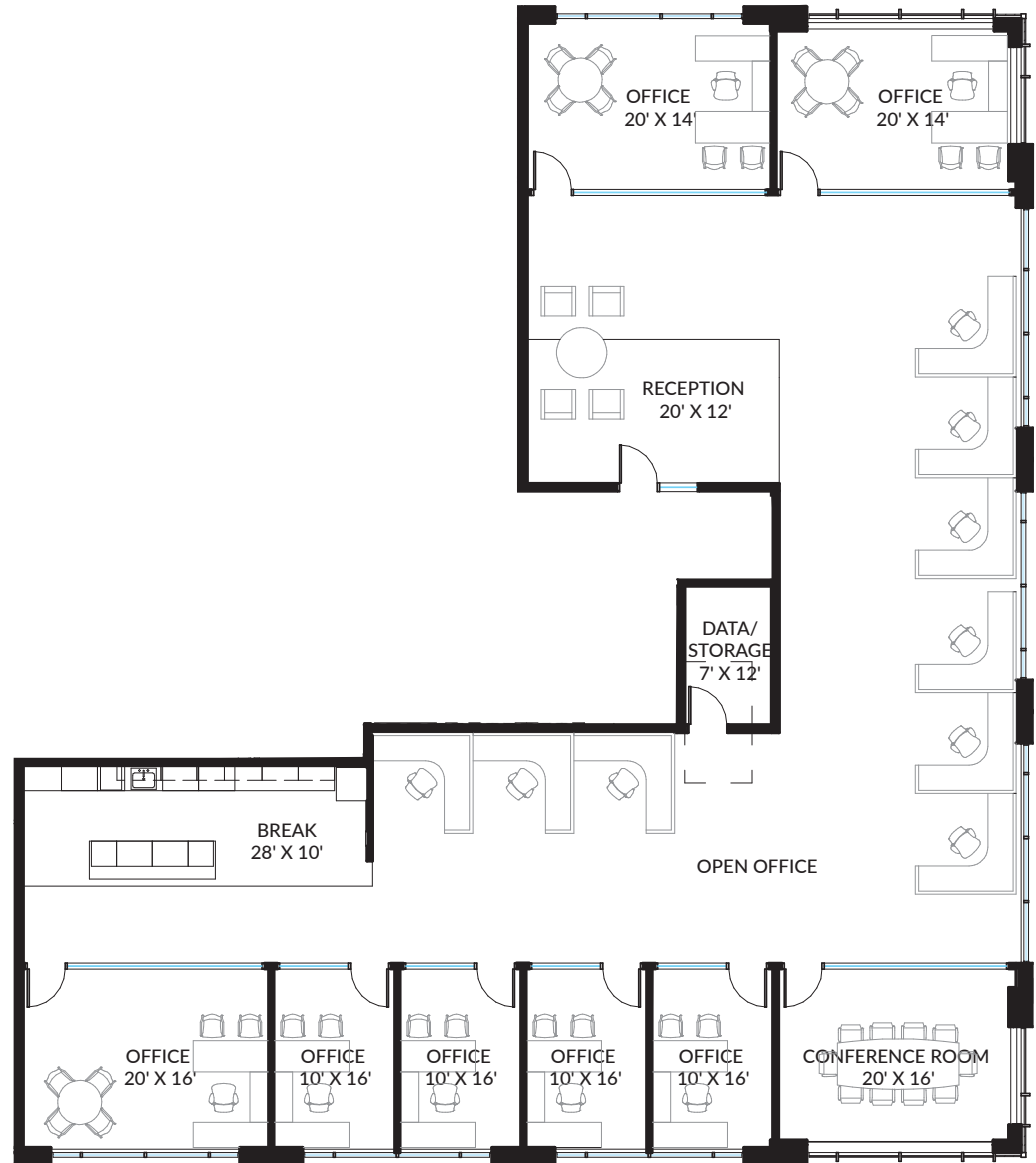 OFFICE
20' X 14'
OFFICE
20' X 14'
RECEPTION
20' X 12'
DATA/
STORAGE
7' X 12'
BREAK
28' X 10'
OPEN OFFICE
OFFICE
20' X 16'
OFFICE
10' X 16'
OFFICE
10' X 16'
OFFICE
10' X 16'
OFFICE
10' X 16'
CONFERENCE ROOM
20' X 16'